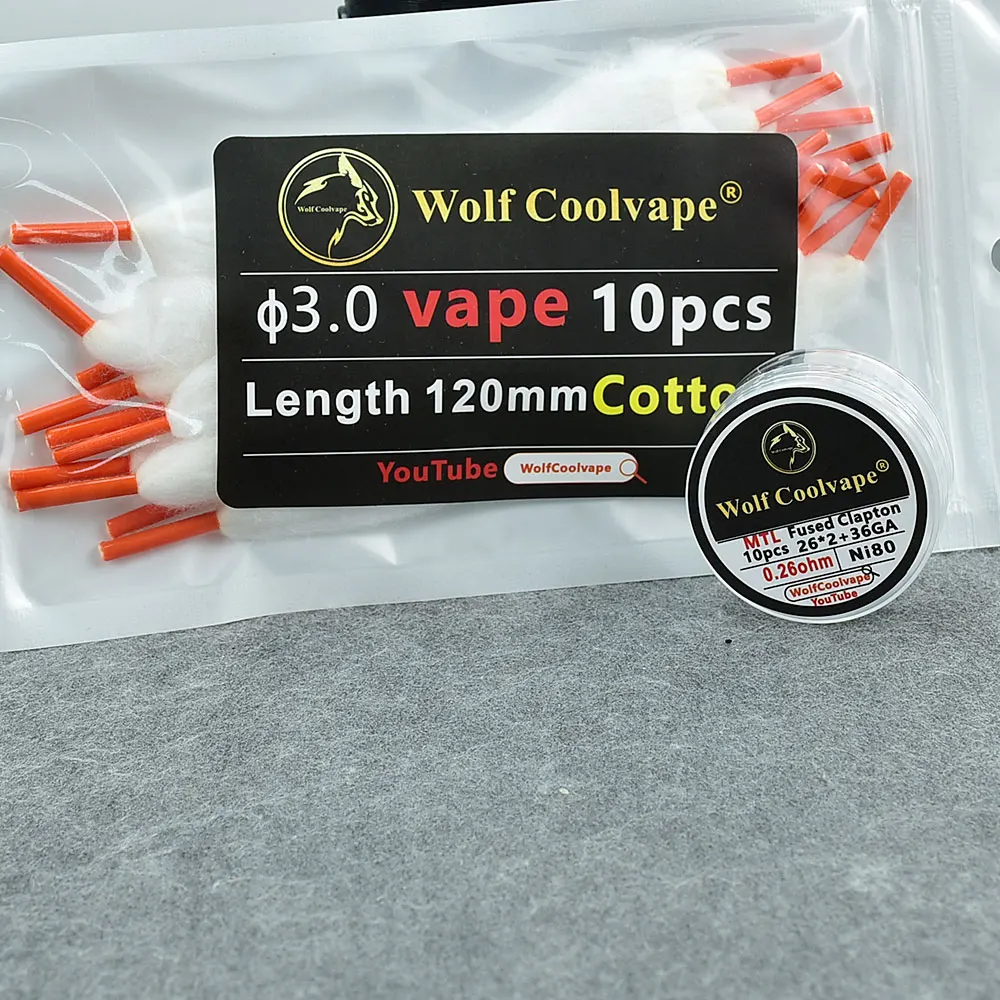 Wolf Coolvape
Wolf Coolvape®
ϕ3.0 vape 10pcs
Length 120mm Cotto
YouTube WolfCoolvape
Wolf Coolvape®
MTL Fused Clapton
10pcs 26*2+36GA
0.26ohm Ni80
WolfCoolvape
YouTube